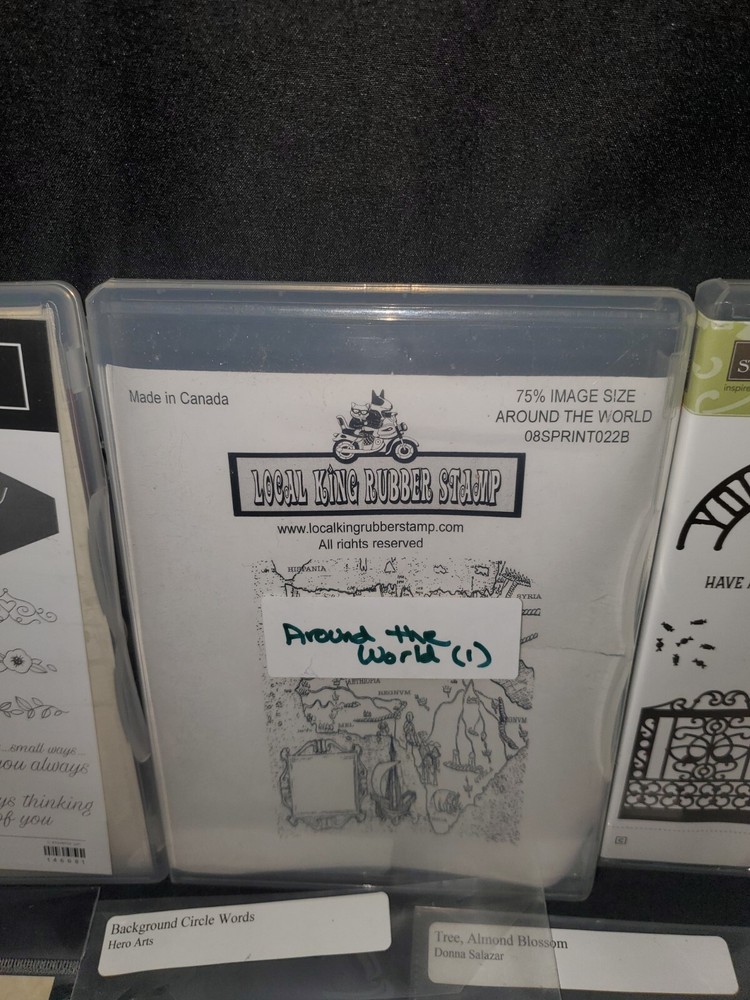 Made in Canada
75% IMAGE SIZE
AROUND THE WORLD
08SPRINT022B
LOCAL KING RUBBER STAMP
www.localkingrubberstamp.com
All rights reserved
HISPANIA
SYRIA
Around the
World (1)
...small ways...
you always
thinking
of you
HAVE
Background Circle Words
Hero Arts
Tree, Almond Blossom
Donna Salazar